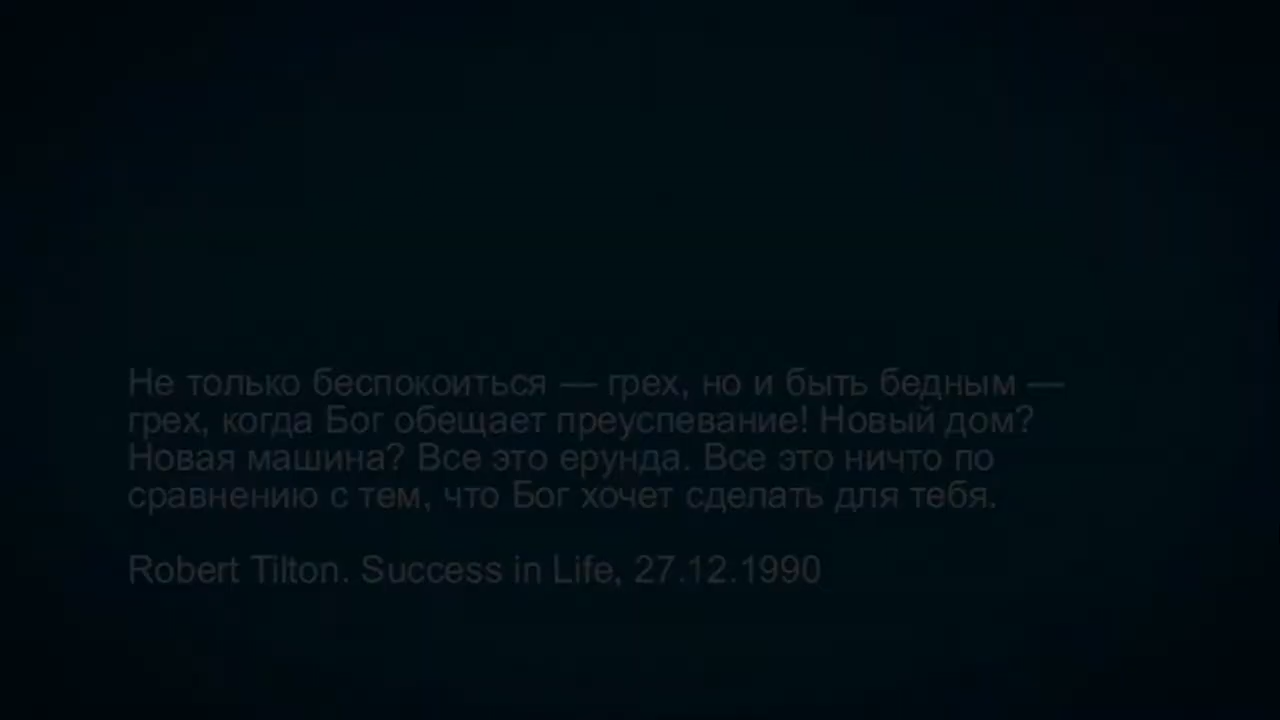 Не только беспокоиться — грех, но и быть бедным —
грех, когда Бог обещает преуспевание! Новый дом?
Новая машина? Все это ерунда. Все это ничто по
сравнению с тем, что Бог хочет сделать для тебя.
Robert Tilton. Success in Life, 27.12.1990